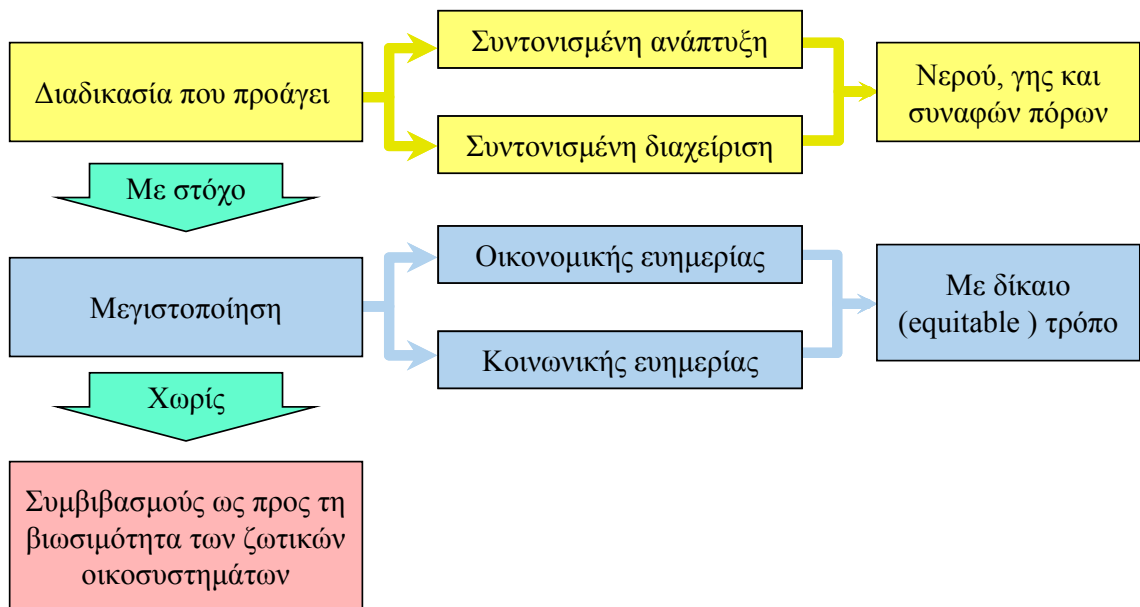 Διαδικασία που προάγει
Συντονισμένη ανάπτυξη
Συντονισμένη διαχείριση
Νερού, γης και
συναφών πόρων
Με στόχο
Μεγιστοποίηση
Οικονομικής ευημερίας
Κοινωνικής ευημερίας
Με δίκαιο
(equitable ) τρόπο
Χωρίς
Συμβιβασμούς ως προς τη
βιωσιμότητα των ζωτικών
οικοσυστημάτων